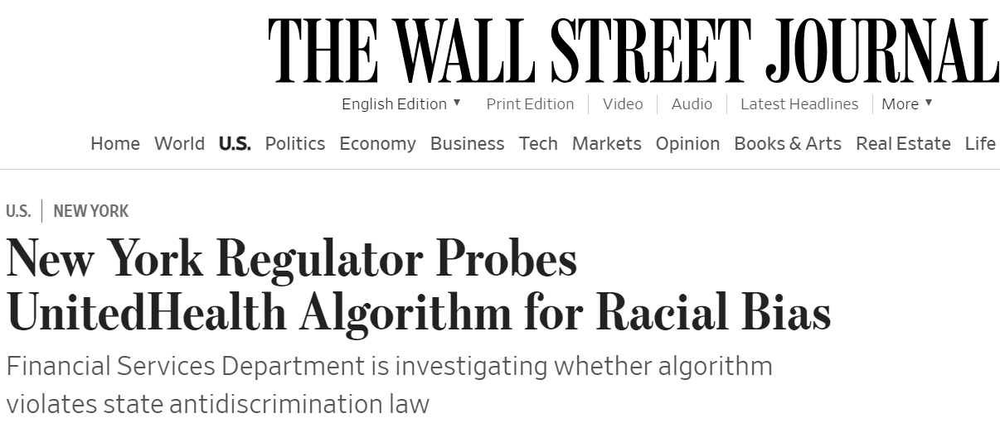 THE WALL STREET JOURNAL
English Edition ▼ Print Edition Video Audio Latest Headlines More ▼
Home World U.S. Politics Economy Business Tech Markets Opinion Books & Arts Real Estate Life
U.S. NEW YORK
New York Regulator Probes
UnitedHealth Algorithm for Racial Bias
Financial Services Department is investigating whether algorithm
violates state antidiscrimination law